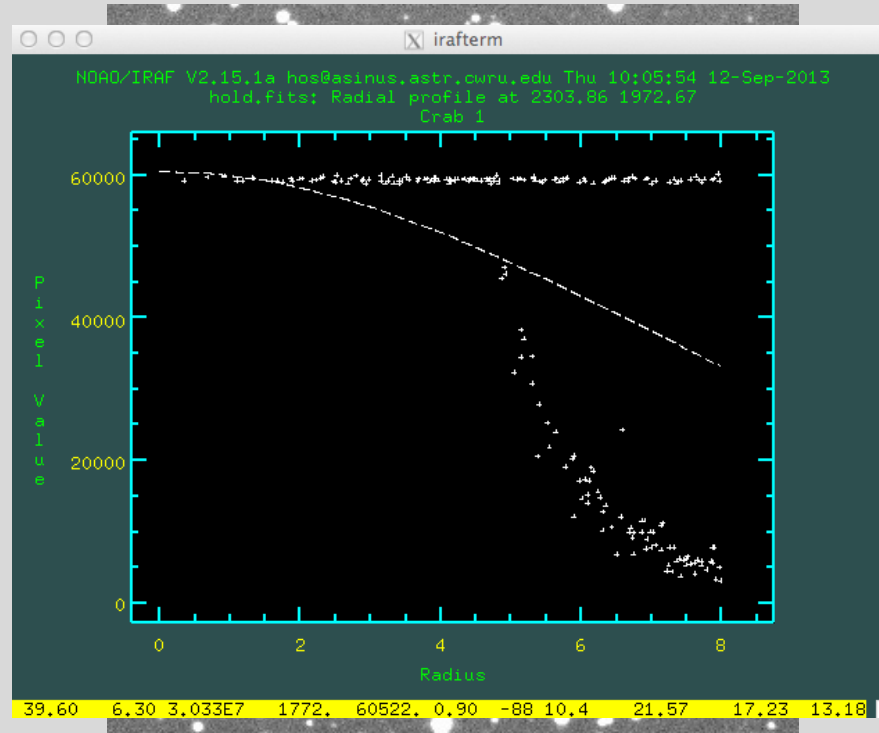 irafterm
NOAO/IRAF V2.15.1a hos@asinus.astr.cwru.edu Thu 10:05:54 12-Sep-2013
hold.fits: Radial profile at 2303.86 1972.67
Crab 1
Pixel Value
60000
40000
20000
0
0 2 4 6 8
Radius
39.60 6.30 3.033E7 1772. 60522. 0.90 -88 10.4 21.57 17.23 13.18